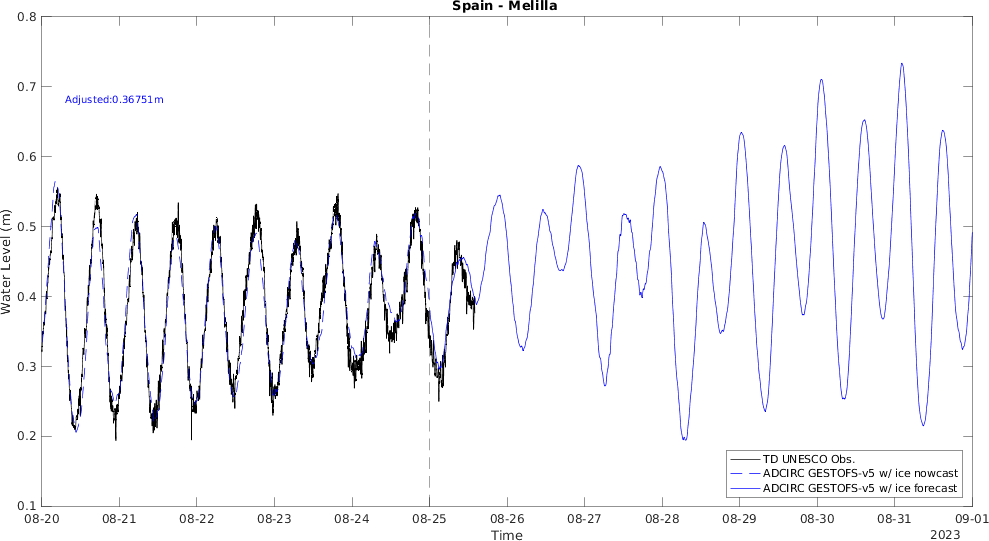 Spain - Melilla
Water Level (m)
0.8
0.7
0.6
0.5
0.4
0.3
0.2
0.1
Adjusted:0.36751m
TD UNESCO Obs.
ADCIRC GESTOFS-v5 w/ ice nowcast
ADCIRC GESTOFS-v5 w/ ice forecast
08-20 08-21 08-22 08-23 08-24 08-25 08-26 08-27 08-28 08-29 08-30 08-31 09-01
Time
2023